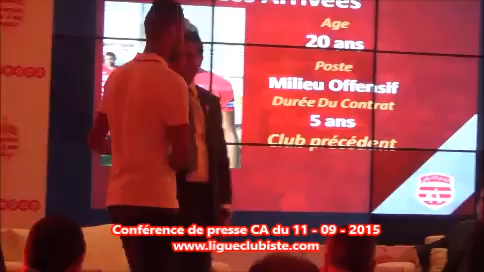 Les Arrivées
Age
20 ans
Poste
Milieu Offensif
Durée Du Contrat
5 ans
Club précédent
Conférence de presse CA du 11 - 09 - 2015
www.ligueclubiste.com